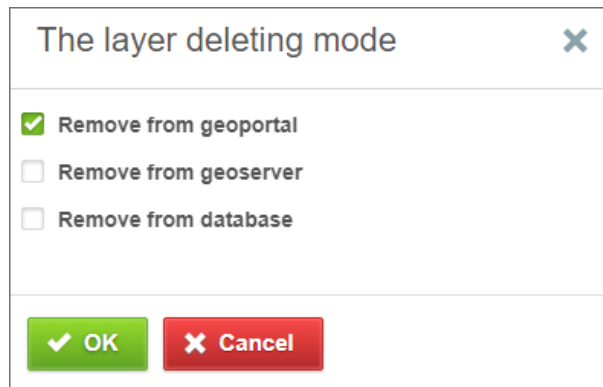 The layer deleting mode
Remove from geoportal
Remove from geoserver
Remove from database
OK
Cancel